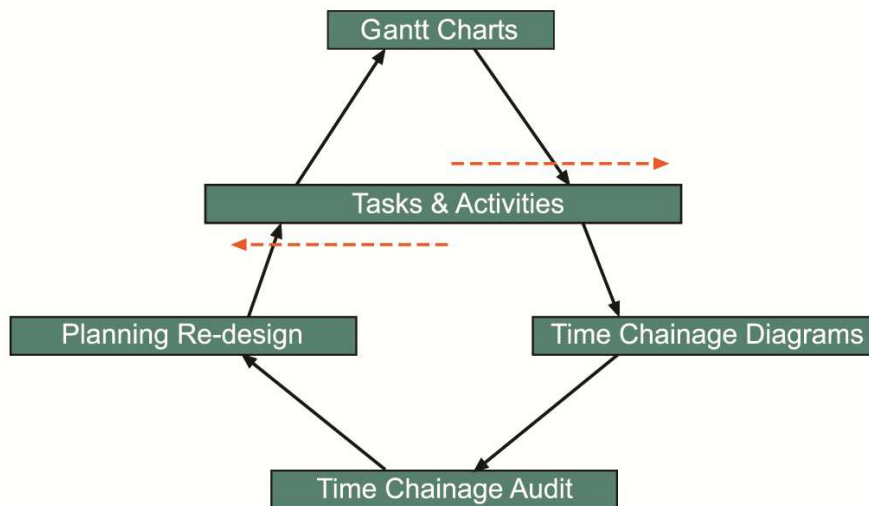 Gantt Charts
Tasks & Activities
Planning Re-design
Time Chainage Diagrams
Time Chainage Audit